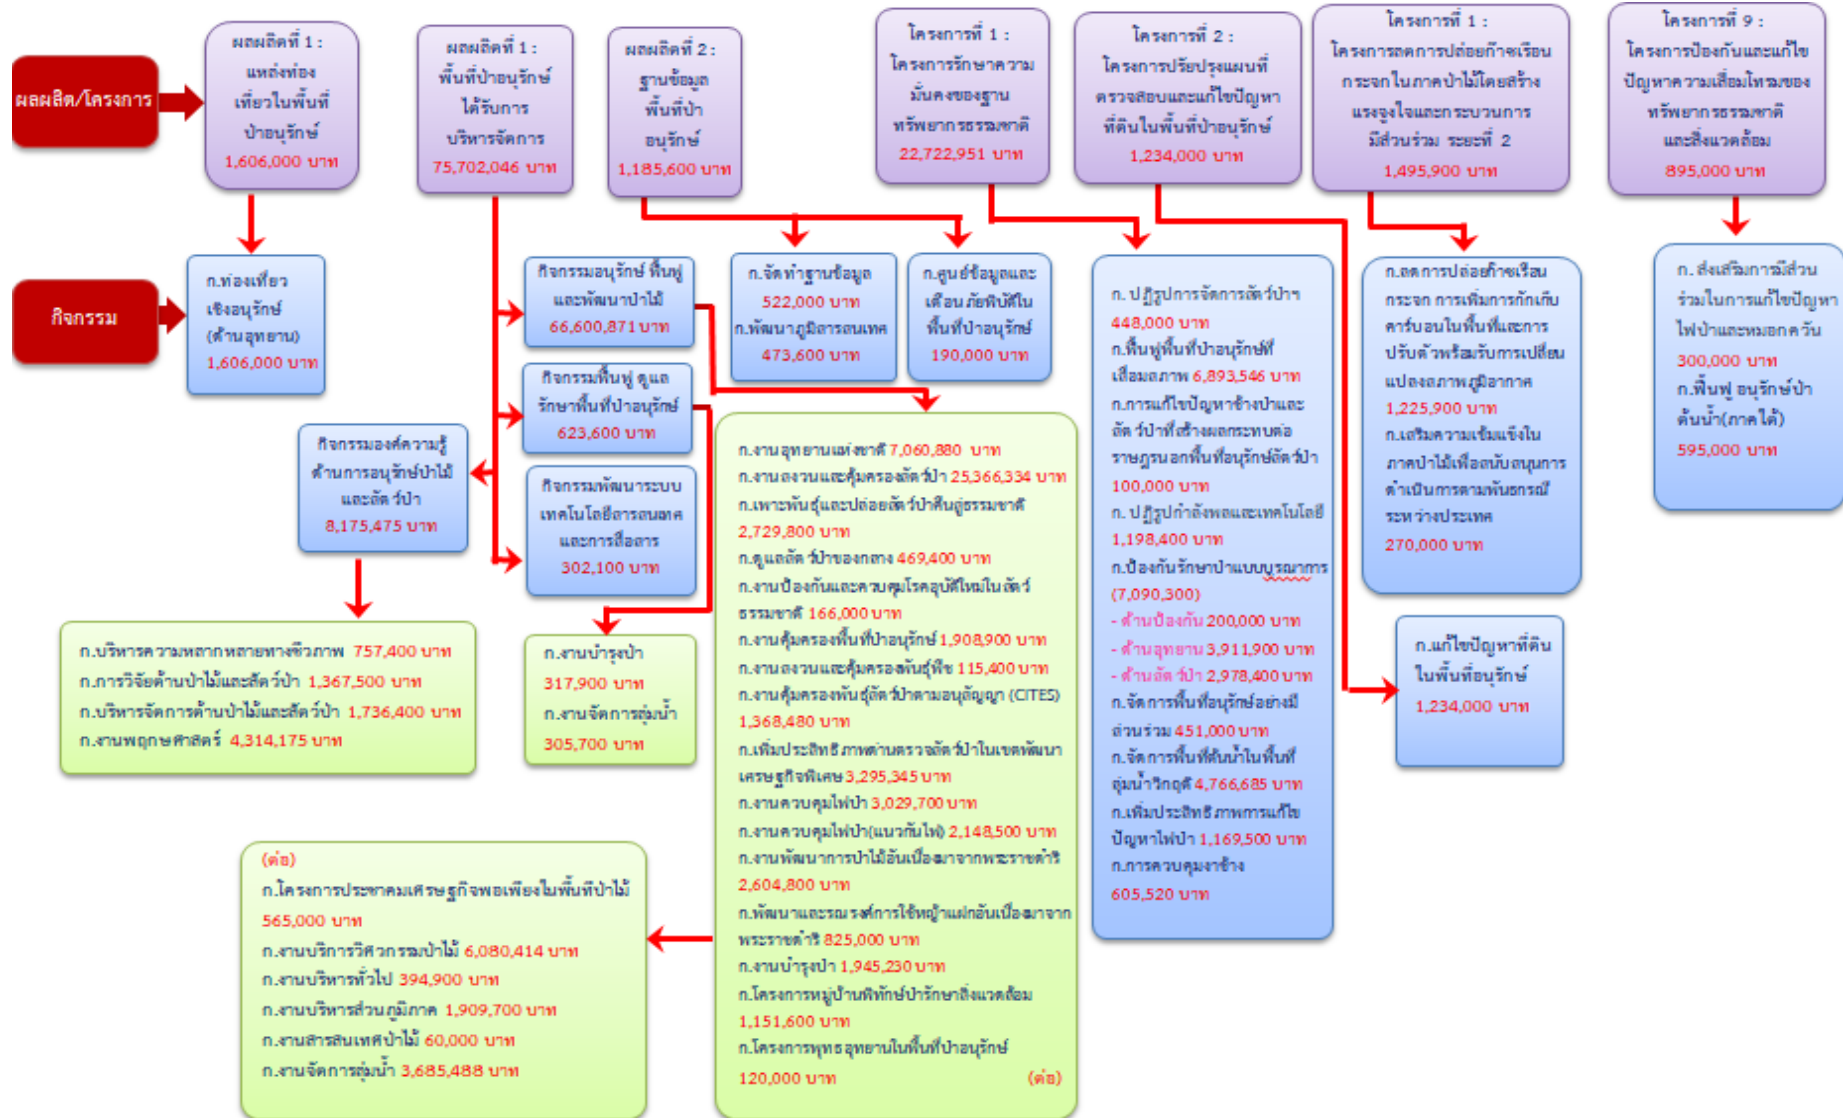 ผลผลิต/โครงการ
ผลผลิตที่ 1 :
แหล่งท่อง
เที่ยวในพื้นที่
ป่าอนุรักษ์
1,606,000 บาท
ผลผลิตที่ 1 :
พื้นที่ป่าอนุรักษ์
ได้รับการ
บริหารจัดการ
75,702,046 บาท
ผลผลิตที่ 2 :
ฐานข้อมูล
พื้นที่ป่า
อนุรักษ์
1,185,600 บาท
โครงการที่ 1 :
โครงการรักษาความ
มั่นคงของฐาน
ทรัพยากรธรรมชาติ
22,722,951 บาท
โครงการที่ 2 :
โครงการปรับปรุงแผนที่
ตรวจสอบและแก้ไขปัญหา
ที่ดินในพื้นที่ป่าอนุรักษ์
1,234,000 บาท
โครงการที่ 1 :
โครงการลดการปล่อยก๊าซเรือน
กระจกในภาคป่าไม้โดยสร้าง
แรงจูงใจและกระบวนการ
มีส่วนร่วม ระยะที่ 2
1,495,900 บาท
โครงการที่ 9 :
โครงการป้องกันและแก้ไข
ปัญหาความเสื่อมโทรมของ
ทรัพยากรธรรมชาติ
และสิ่งแวดล้อม
895,000 บาท
กิจกรรม
ก.ท่องเที่ยว
เชิงอนุรักษ์
(ด้านอุทยาน)
1,606,000 บาท
กิจกรรมอนุรักษ์ ฟื้นฟู
และพัฒนาป่าไม้
66,600,871 บาท
กิจกรรมฟื้นฟู ดูแล
รักษาพื้นที่ป่าอนุรักษ์
623,600 บาท
กิจกรรมพัฒนาระบบ
เทคโนโลยีสารสนเทศ
และการสื่อสาร
302,100 บาท
กิจกรรมองค์ความรู้
ด้านการอนุรักษ์ป่าไม้
และสัตว์ป่า
8,175,475 บาท
ก.จัดทำฐานข้อมูล
522,000 บาท
ก.พัฒนาภูมิสารสนเทศ
473,600 บาท
ก.ศูนย์ข้อมูลและ
เตือนภัยพิบัติใน
พื้นที่ป่าอนุรักษ์
190,000 บาท
ก. ปฏิรูปการจัดการสัตว์ป่าฯ
448,000 บาท
ก.ฟื้นฟูพื้นที่ป่าอนุรักษ์ที่
เสื่อมสภาพ 6,893,546 บาท
ก.การแก้ไขปัญหาช้างป่าและ
สัตว์ป่าที่สร้างผลกระทบต่อ
ราษฎรนอกพื้นที่อนุรักษ์สัตว์ป่า
100,000 บาท
ก. ปฏิรูปกำลังพลและเทคโนโลยี
1,198,400 บาท
ก.ป้องกันรักษาป่าแบบบูรณาการ
(7,090,300)
- ด้านป้องกัน 200,000 บาท
- ด้านอุทยาน 3,911,900 บาท
- ด้านสัตว์ป่า 2,978,400 บาท
ก.จัดการพื้นที่อนุรักษ์อย่างมี
ส่วนร่วม 451,000 บาท
ก.จัดการพื้นที่ต้นน้ำในพื้นที่
ลุ่มน้ำวิกฤติ 4,766,685 บาท
ก.เพิ่มประสิทธิภาพการแก้ไข
ปัญหาไฟป่า 1,169,500 บาท
ก.การควบคุมงาช้าง
605,520 บาท
ก.ลดการปล่อยก๊าซเรือน
กระจก การเพิ่มการกักเก็บ
คาร์บอนในพื้นที่และการ
ปรับตัวพร้อมรับการเปลี่ยน
แปลงสภาพภูมิอากาศ
1,225,900 บาท
ก.เสริมความเข้มแข็งใน
ภาคป่าไม้เพื่อสนับสนุนการ
ดำเนินการตามพันธกรณี
ระหว่างประเทศ
270,000 บาท
ก. ส่งเสริมการมีส่วน
ร่วมในการแก้ไขปัญหา
ไฟป่าและหมอกควัน
300,000 บาท
ก.ฟื้นฟู อนุรักษ์ป่า
ต้นน้ำ(ภาคใต้)
595,000 บาท
ก.แก้ไขปัญหาที่ดิน
ในพื้นที่อนุรักษ์
1,234,000 บาท
ก.บริหารความหลากหลายทางชีวภาพ 757,400 บาท
ก.การวิจัยด้านป่าไม้และสัตว์ป่า 1,367,500 บาท
ก.บริหารจัดการด้านป่าไม้และสัตว์ป่า 1,736,400 บาท
ก.งานพฤกษศาสตร์ 4,314,175 บาท
ก.งานบำรุงป่า
317,900 บาท
ก.งานจัดการลุ่มน้ำ
305,700 บาท
ก.งานอุทยานแห่งชาติ 7,060,880 บาท
ก.งานสงวนและคุ้มครองสัตว์ป่า 25,366,334 บาท
ก.เพาะพันธุ์และปล่อยสัตว์ป่าคืนสู่ธรรมชาติ
2,729,800 บาท
ก.ดูแลสัตว์ป่าของกลาง 469,400 บาท
ก.งานป้องกันและควบคุมโรคอุบัติใหม่ในสัตว์
ธรรมชาติ 166,000 บาท
ก.งานคุ้มครองพื้นที่ป่าอนุรักษ์ 1,908,900 บาท
ก.งานสงวนและคุ้มครองพันธุ์พืช 115,400 บาท
ก.งานคุ้มครองพันธุ์สัตว์ป่าตามอนุสัญญา (CITES)
1,368,480 บาท
ก.เพิ่มประสิทธิภาพด่านตรวจสัตว์ป่าในเขตพัฒนา
เศรษฐกิจพิเศษ 3,295,345 บาท
ก.งานควบคุมไฟป่า 3,029,700 บาท
ก.งานควบคุมไฟป่า(แนวกันไฟ) 2,148,500 บาท
ก.งานพัฒนาการป่าไม้อันเนื่องมาจากพระราชดำริ
2,604,800 บาท
ก.พัฒนาและรณรงค์การใช้หญ้าแฝกอันเนื่องมาจาก
พระราชดำริ 825,000 บาท
ก.งานบำรุงป่า 1,945,230 บาท
ก.โครงการหมู่บ้านพิทักษ์ป่ารักษาสิ่งแวดล้อม
1,151,600 บาท
ก.โครงการพุทธอุทยานในพื้นที่ป่าอนุรักษ์
120,000 บาท (ต่อ)
(ต่อ)
ก.โครงการประชาคมเศรษฐกิจพอเพียงในพื้นที่ป่าไม้
565,000 บาท
ก.งานบริการวิศวกรรมป่าไม้ 6,080,414 บาท
ก.งานบริหารทั่วไป 394,900 บาท
ก.งานบริหารส่วนภูมิภาค 1,909,700 บาท
ก.งานสารสนเทศป่าไม้ 60,000 บาท
ก.งานจัดการลุ่มน้ำ 3,685,488 บาท